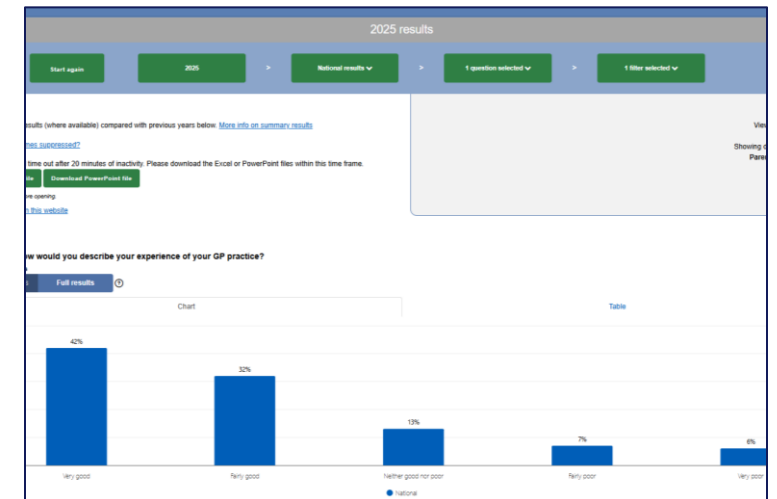 2025 results
Start again 2025 > National results > 1 question selected > 1 filter selected
esults (where available) compared with previous years below. More info on summary results
View
mes suppressed?
Showing
time out after 20 minutes of inactivity. Please download the Excel or PowerPoint files within this time frame.
Download PowerPoint file
opening.
this website
would you describe your experience of your GP practice?
Full results ?
Chart Table
42%
32%
13%
7%
6%
Very good Fairly good Neither good nor poor Fairly poor Very poor
National